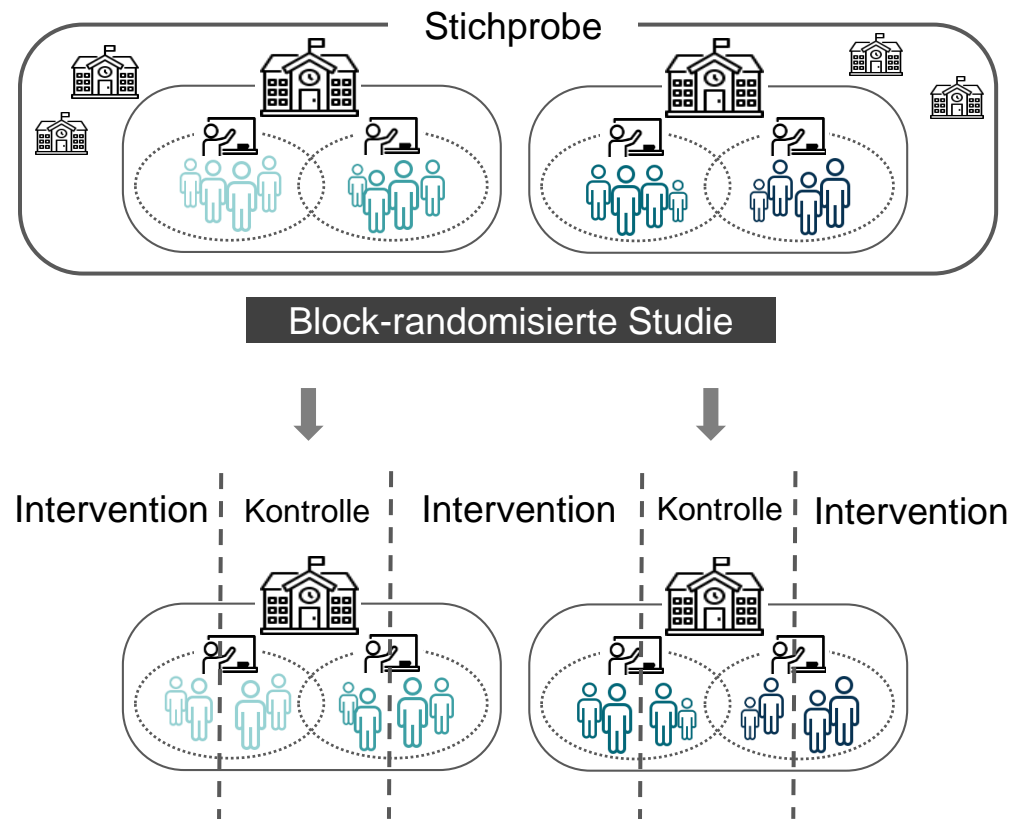 Stichprobe
Block-randomisierte Studie
Intervention Kontrolle Intervention Kontrolle Intervention